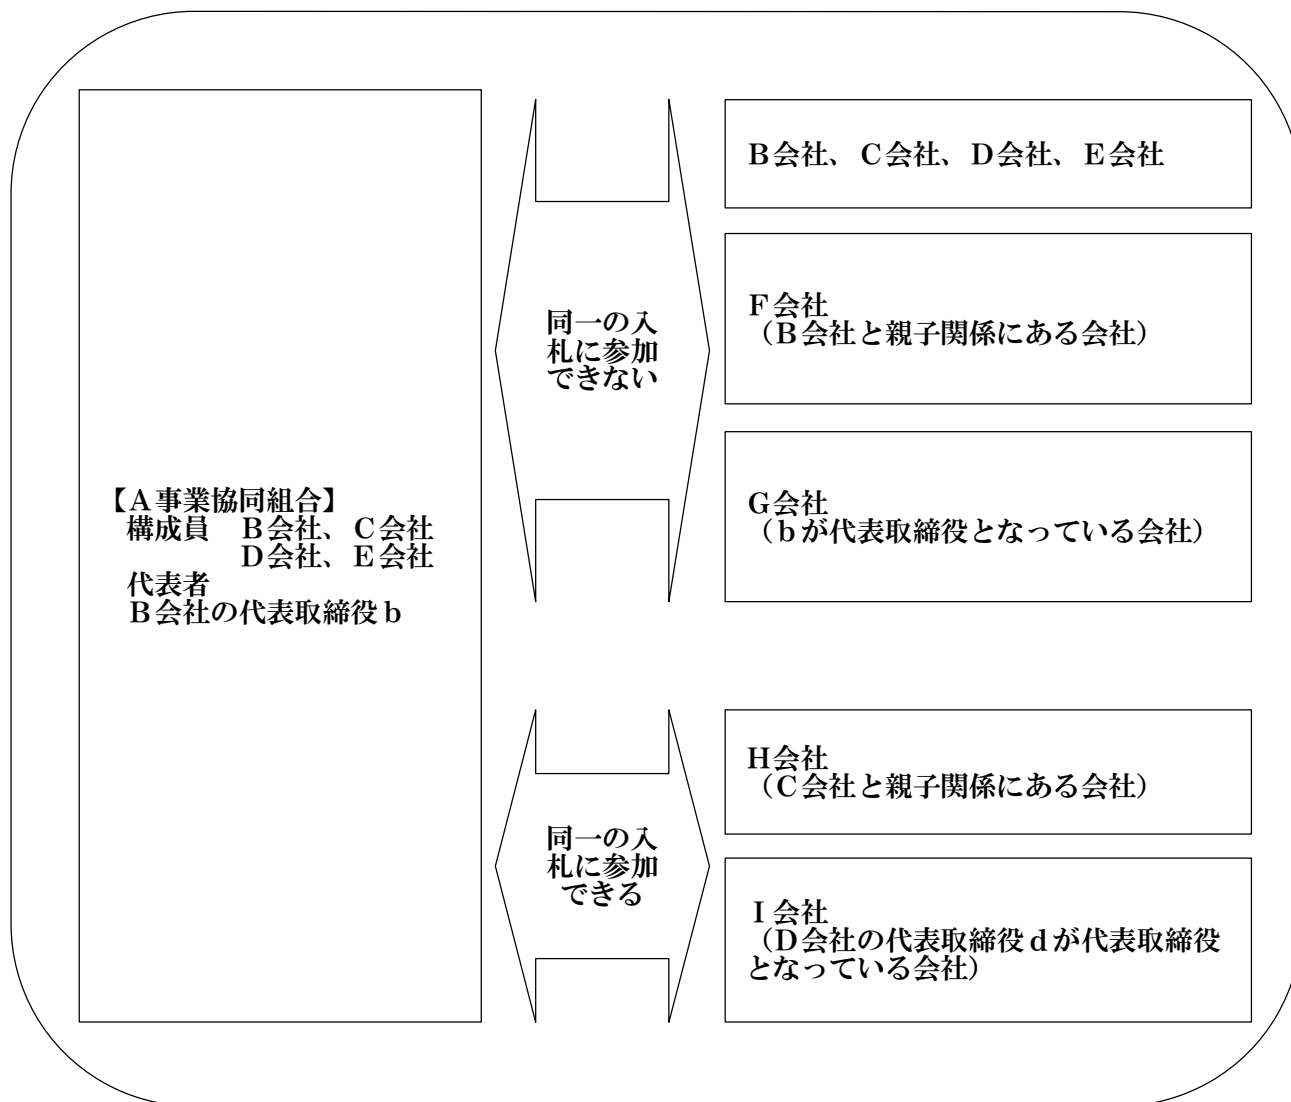 【A事業協同組合】
構成員　B会社、C会社
D会社、E会社
代表者
B会社の代表取締役b
同一の入
札に参加
できない
B会社、C会社、D会社、E会社
F会社
（B会社と親子関係にある会社）
G会社
（bが代表取締役となっている会社）
同一の入
札に参加
できる
H会社
（C会社と親子関係にある会社）
I会社
（D会社の代表取締役dが代表取締役
となっている会社）